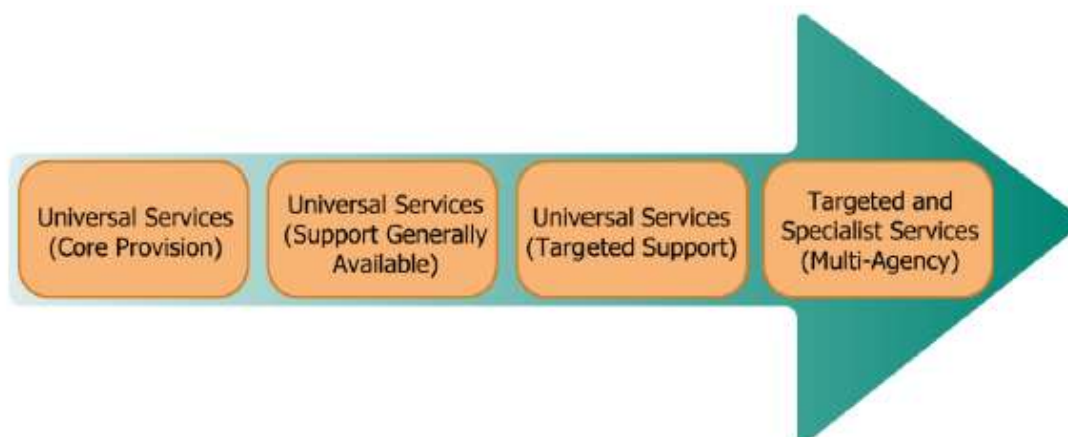 Universal Services
(Core Provision)
Universal Services
(Support Generally
Available)
Universal Services
(Targeted Support)
Targeted and
Specialist Services
(Multi-Agency)